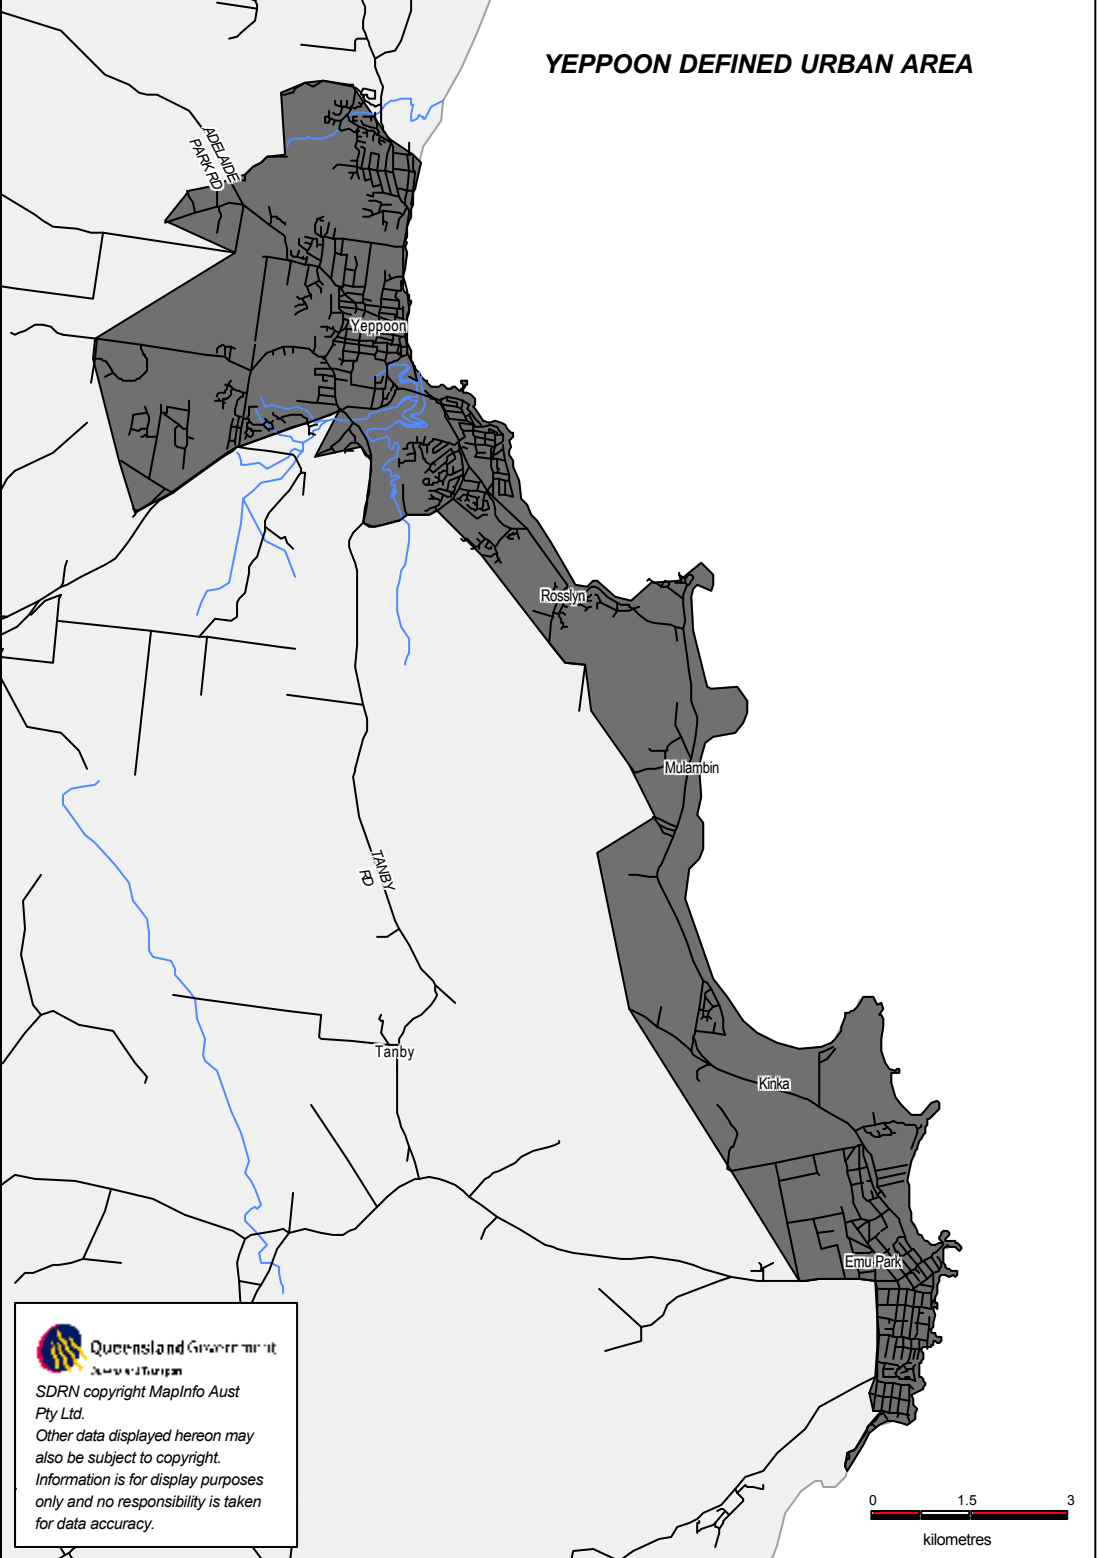 YEPPOON DEFINED URBAN AREA
ADELAIDE
PARK RD
Yeppoon
Rosslyn
Mulambin
TANBY
RD
Tanby
Kinka
Emu Park
Queensland Government
SDRN copyright MapInfo Aust
Pty Ltd.
Other data displayed hereon may
also be subject to copyright.
Information is for display purposes
only and no responsibility is taken
for data accuracy.
0 1.5 3
kilometres